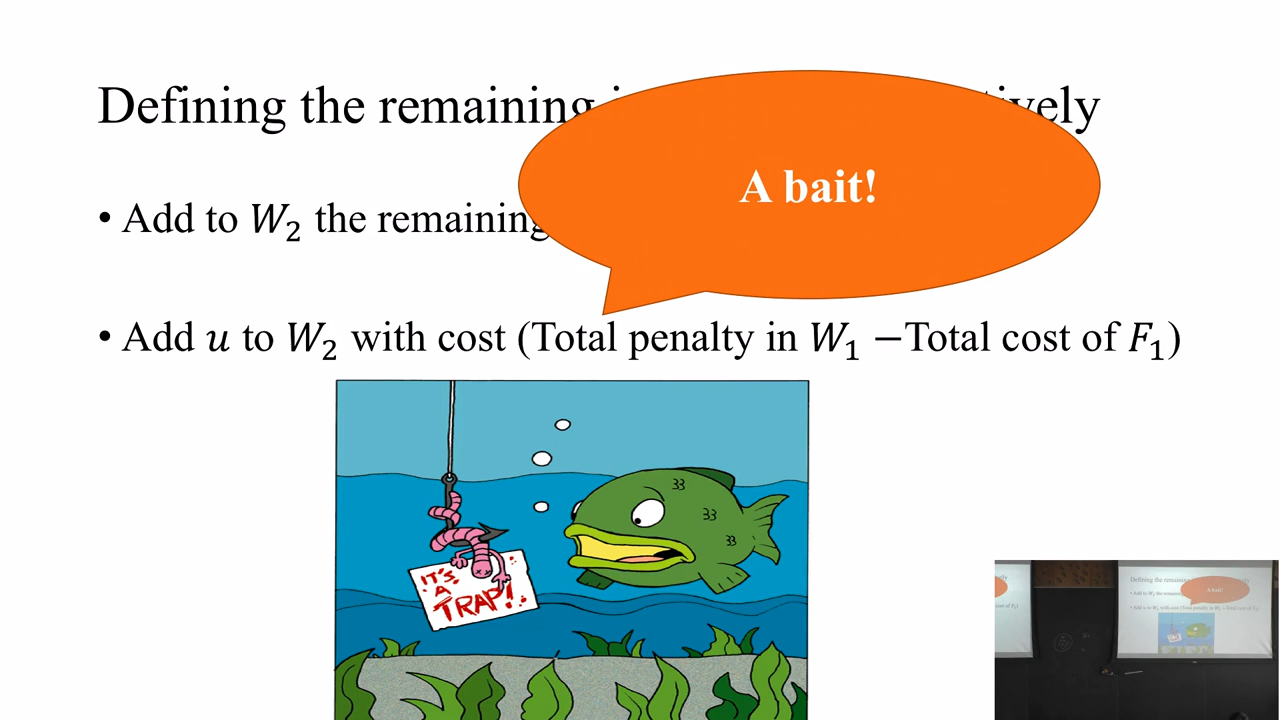 Defining the remaining
tively
A bait!
• Add to 𝑊₂ the remaining
• Add 𝑢 to 𝑊₂ with cost (Total penalty in 𝑊₁ −Total cost of 𝐹₁)
IT'S
A
TRAP!